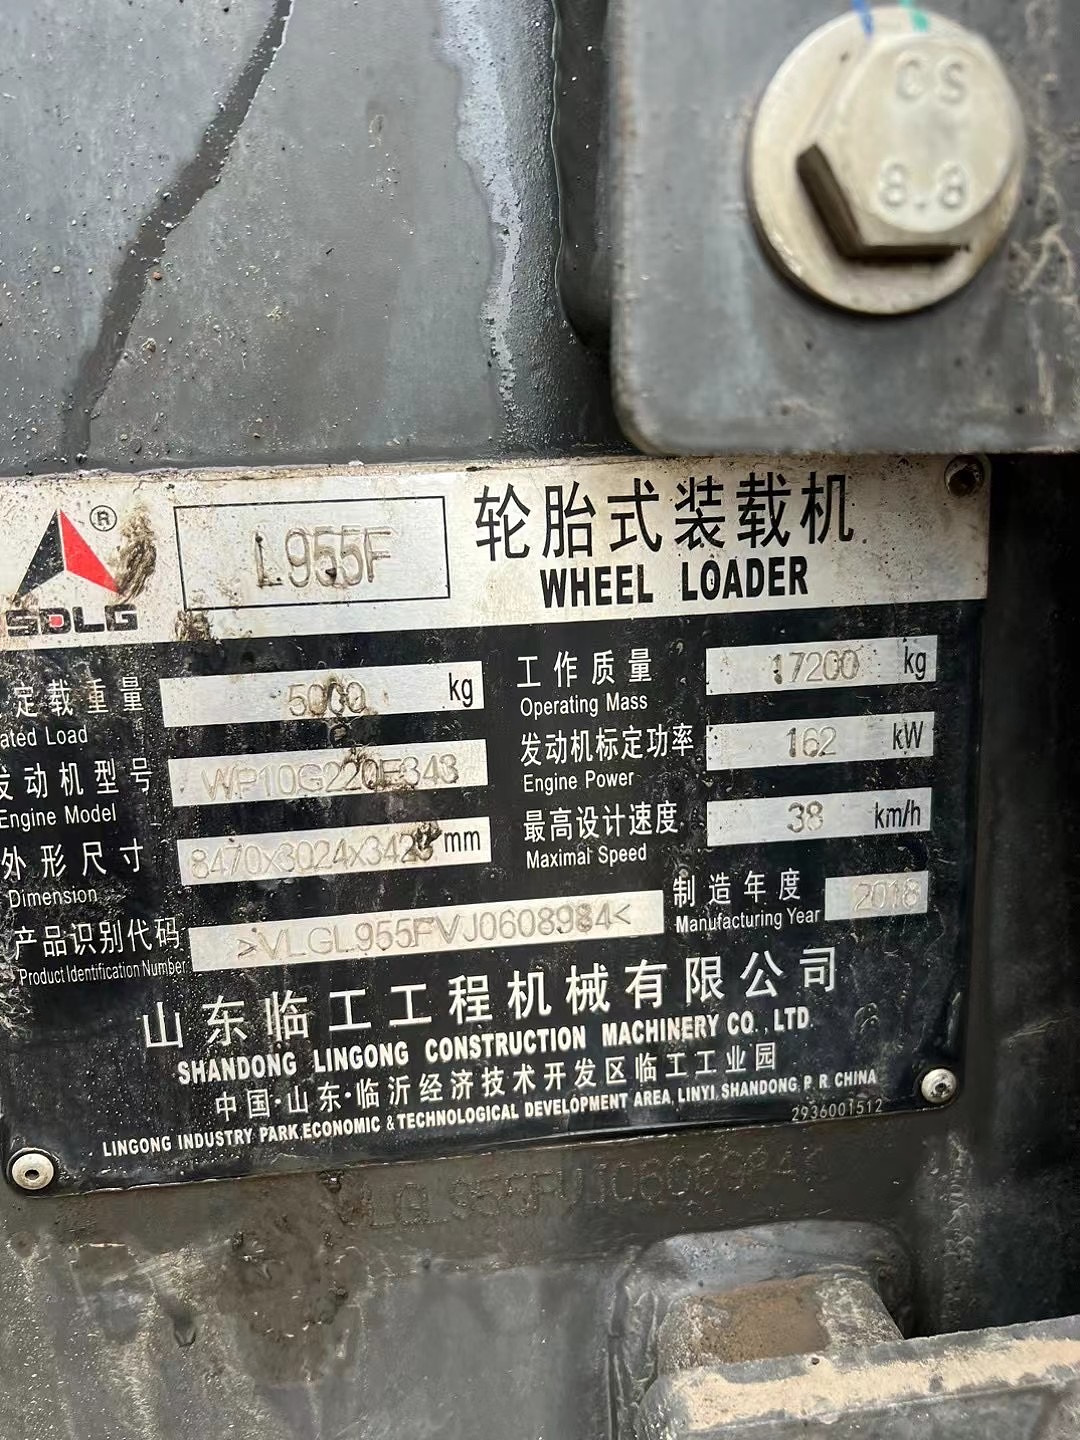 CS
8.8
®
SDLG
L955F
轮胎式装载机
WHEEL LOADER
定载重量 5000 kg
ated Load
工作质量 17200 kg
Operating Mass
发动机型号 WP10G220E343
Engine Model
发动机标定功率 162 kW
Engine Power
外形尺寸 mm
Dimension
最高设计速度 38 km/h
Maximal Speed
产品识别代码 >VLGL955FVJ0608984<
Product Identification Number
制造年度 2018
Manufacturing Year
山东临工工程机械有限公司
SHANDONG LINGONG CONSTRUCTION MACHINERY CO.,LTD.
中国·山东·临沂经济技术开发区临工工业园
LINGONG INDUSTRY PARK ECONOMIC & TECHNOLOGICAL DEVELOPMENT AREA, LINYI, SHANDONG, P. R. CHINA
2936001512
VLGL955FVJ0608984